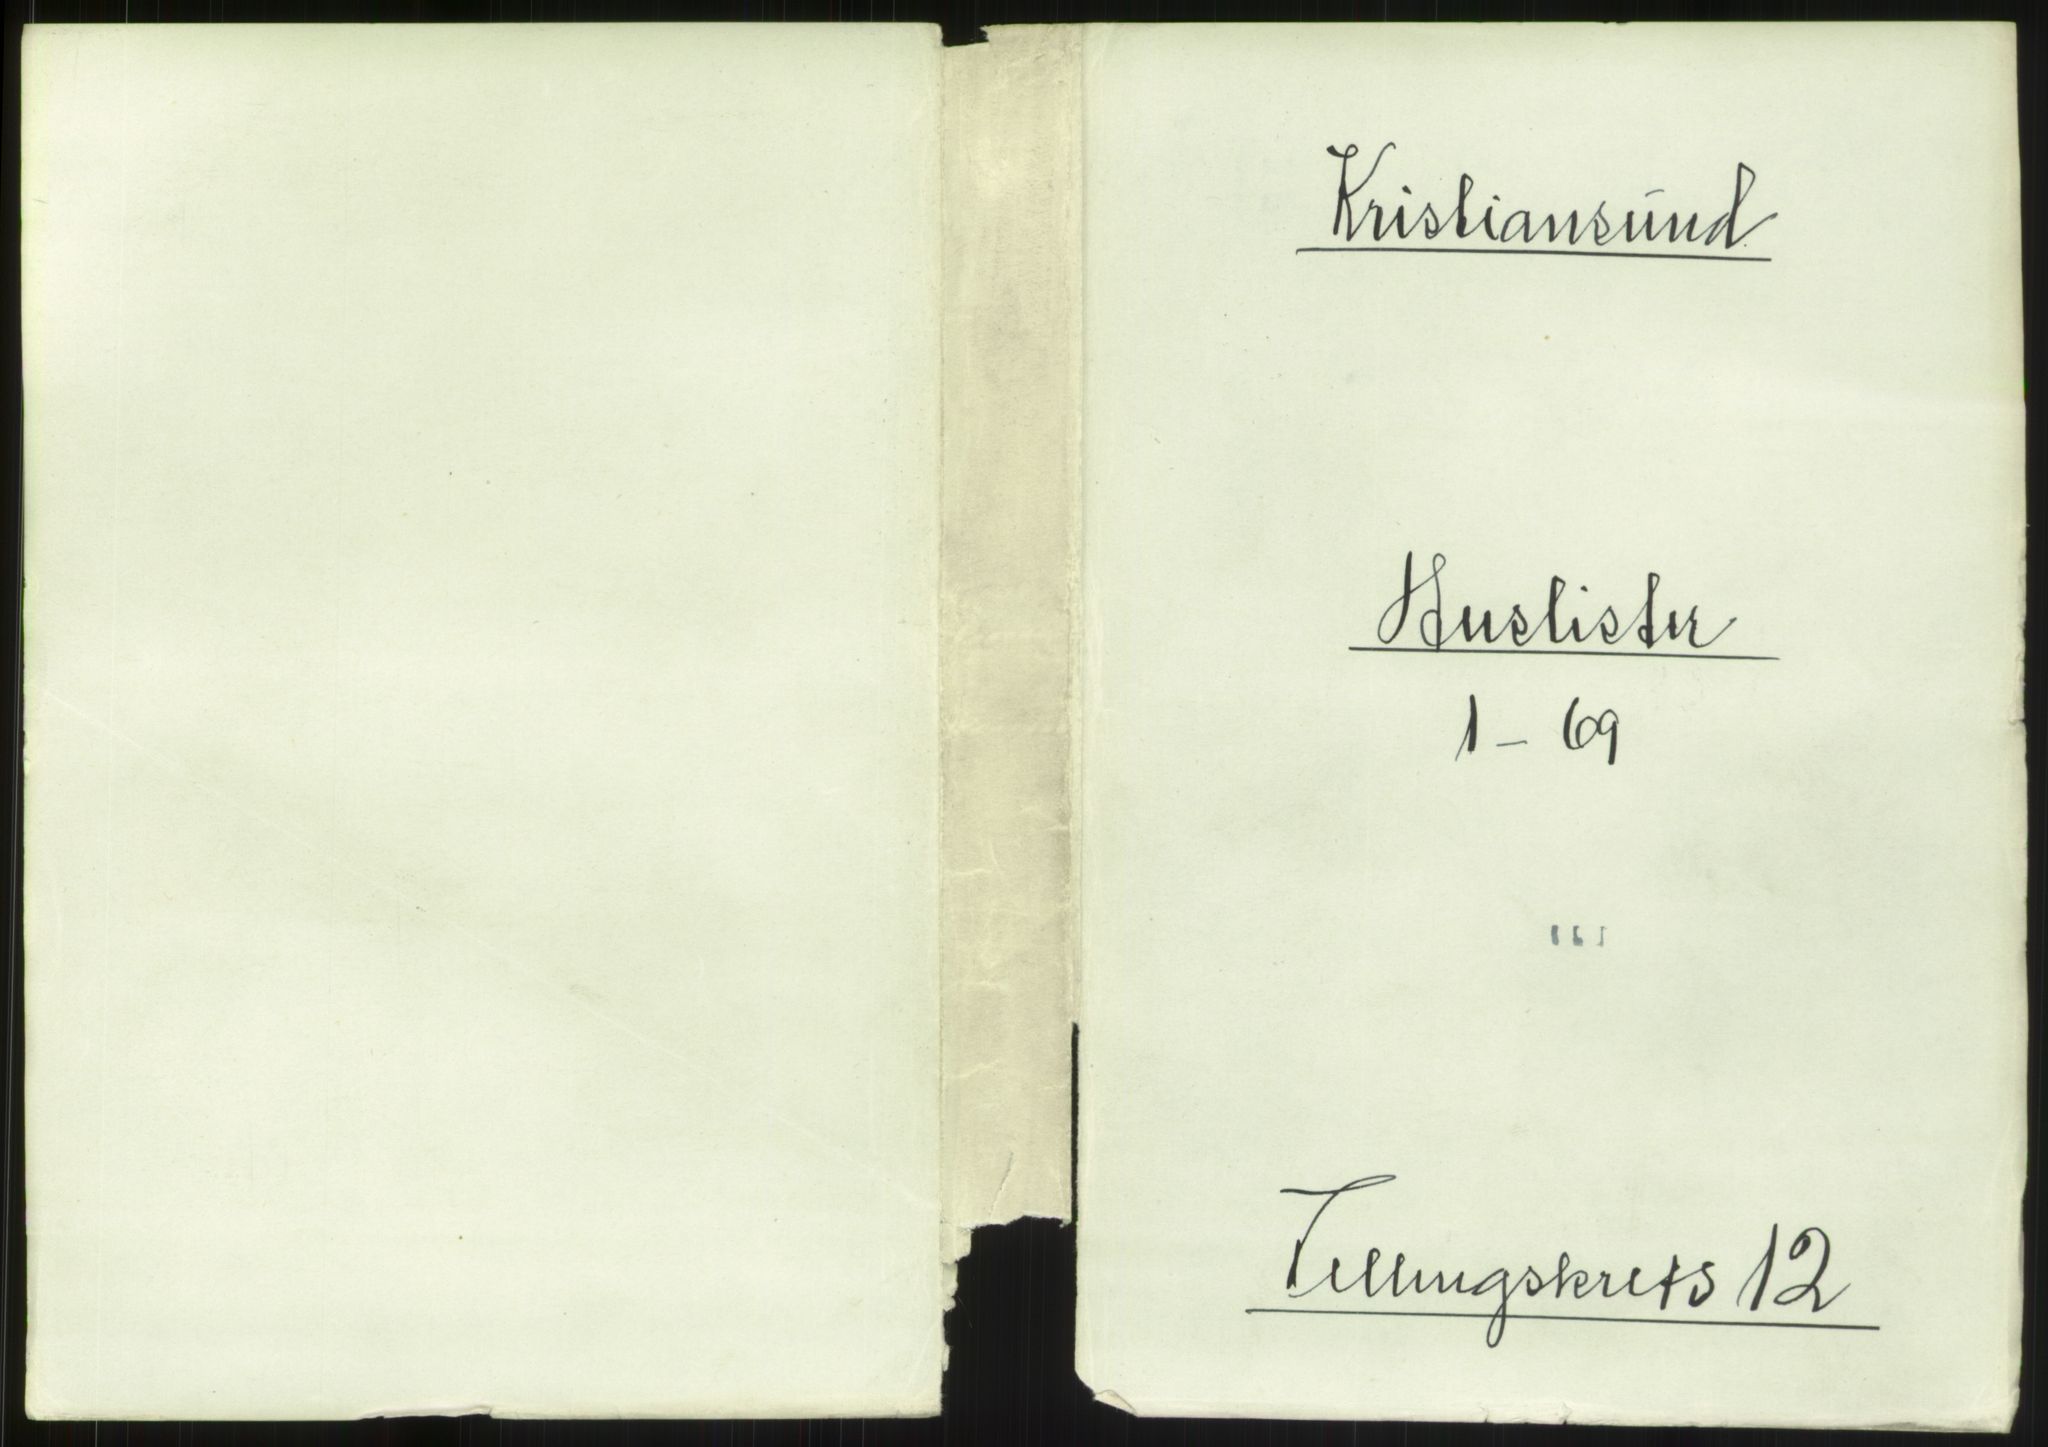 Kristiansund
Huslister
1 - 69
Tellingskrets 12